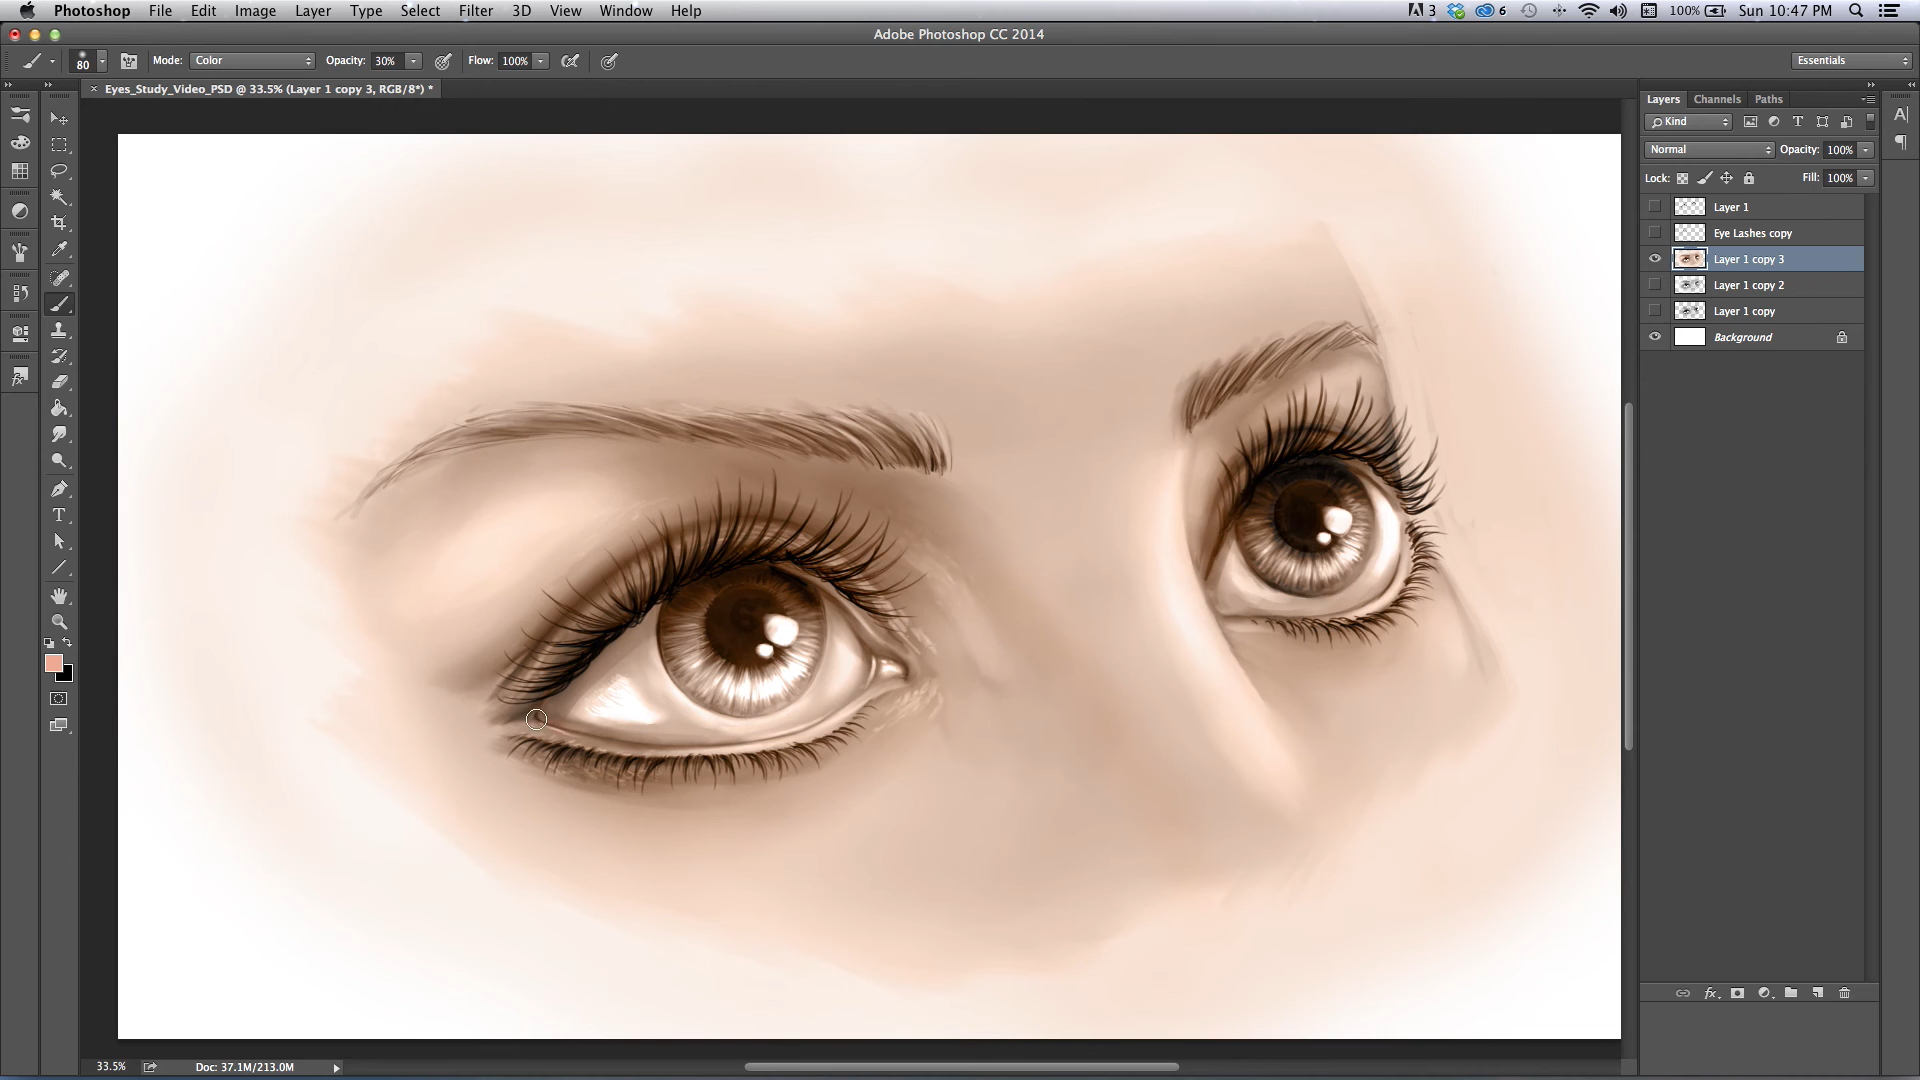 Photoshop File Edit Image Layer Type Select Filter 3D View Window Help 3 6 100% Sun 10:47 PM
Adobe Photoshop CC 2014
80 Mode: Color Opacity: 30% Flow: 100% Essentials
× Eyes_Study_Video_PSD @ 33.5% (Layer 1 copy 3, RGB/8*) *
Layers Channels Paths
Kind
Normal Opacity: 100%
Lock: Fill: 100%
Layer 1
Eye Lashes copy
Layer 1 copy 3
Layer 1 copy 2
Layer 1 copy
Background
33.5% Doc: 37.1M/213.0M